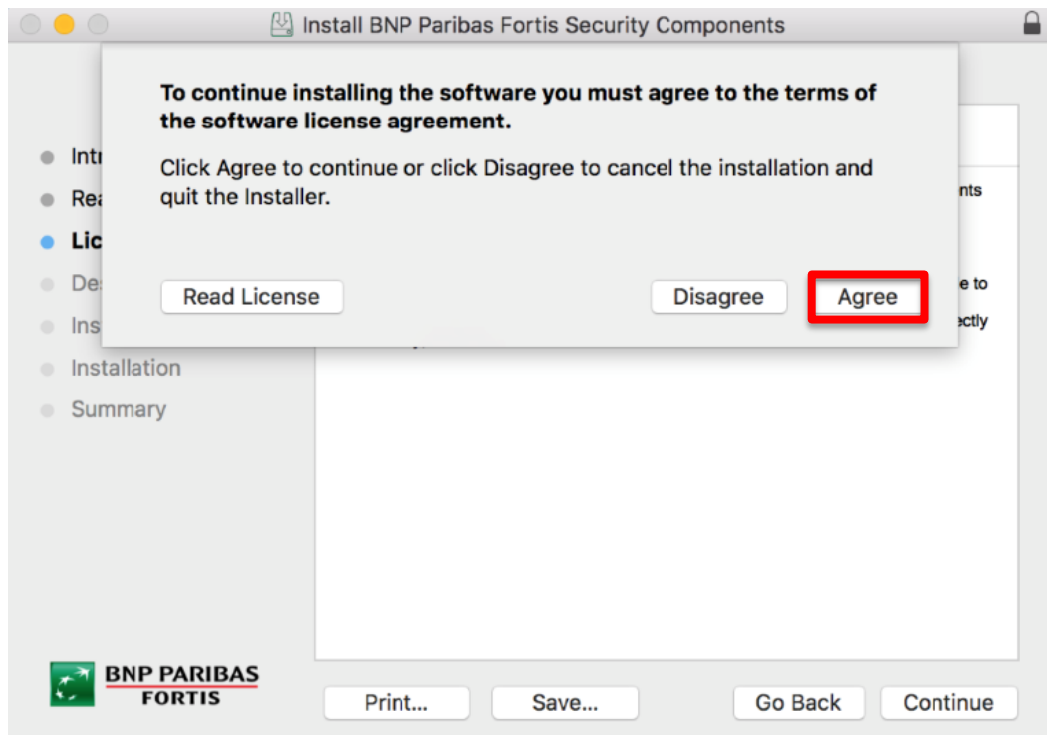 Install BNP Paribas Fortis Security Components
To continue installing the software you must agree to the terms of
the software license agreement.
Click Agree to continue or click Disagree to cancel the installation and
quit the Installer.
Read License
Disagree
Agree
Lic
Installation
Summary
BNP PARIBAS
FORTIS
Print...
Save...
Go Back
Continue